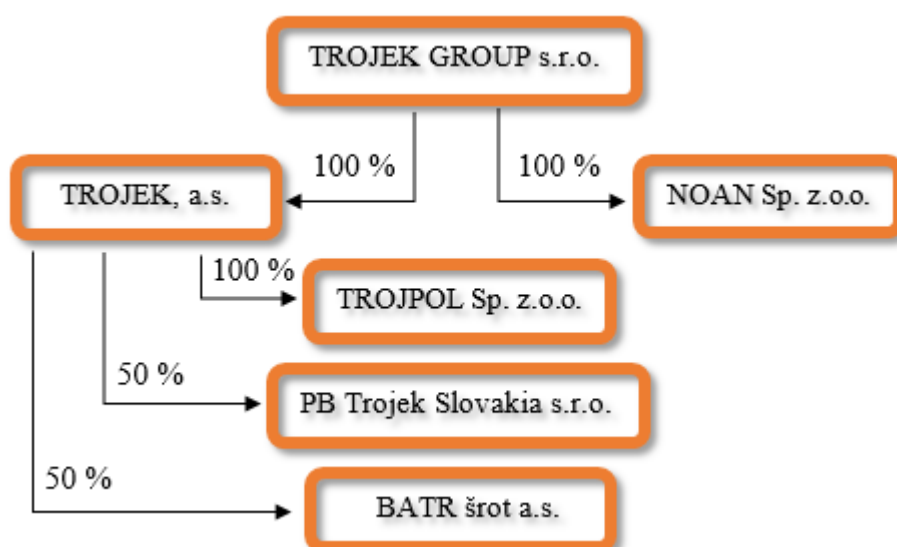 TROJEK GROUP s.r.o.
100 %
100 %
TROJEK, a.s.
NOAN Sp. z.o.o.
100 %
TROJPOL Sp. z.o.o.
50 %
PB Trojek Slovakia s.r.o.
50 %
BATR šrot a.s.